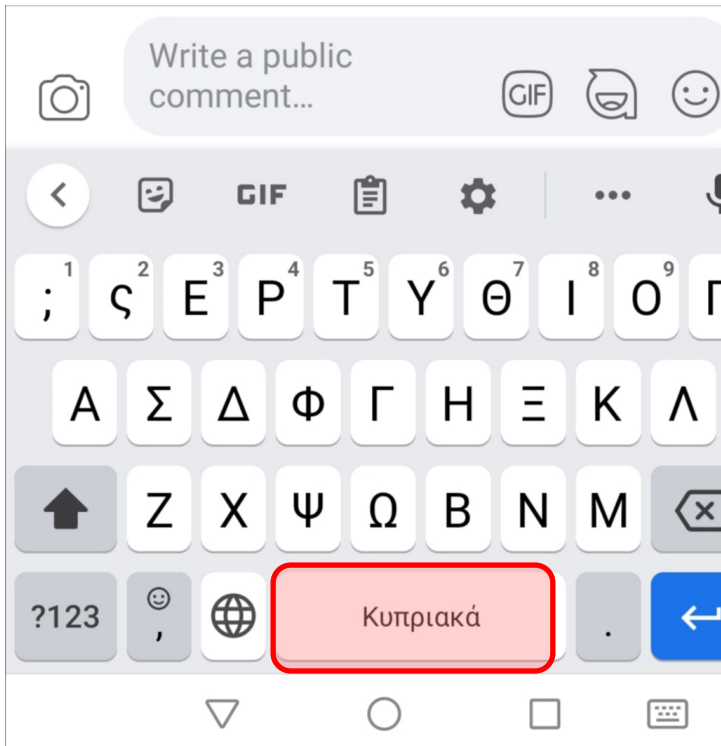 Write a public
comment...
GIF
GIF
; 1 ς 2 Ε 3 Ρ 4 Τ 5 Υ 6 Θ 7 Ι 8 Ο 9
Α Σ Δ Φ Γ Η Ξ Κ Λ
Ζ Χ Ψ Ω Β Ν Μ
?123 , Κυπριακά .